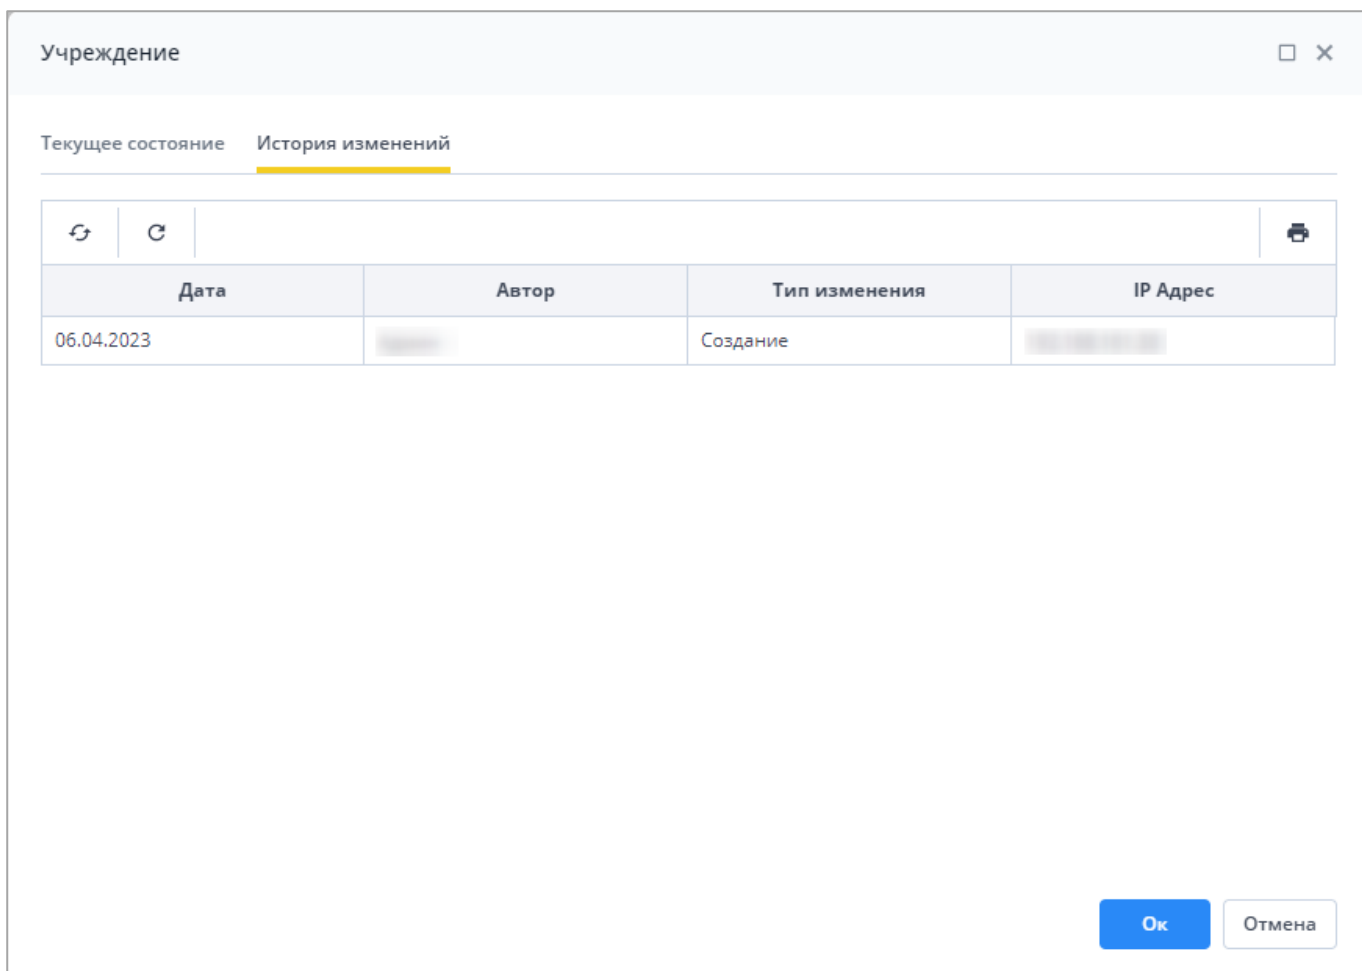 Учреждение
Текущее состояние История изменений
Дата Автор Тип изменения IP Адрес
06.04.2023 Создание
Ок Отмена